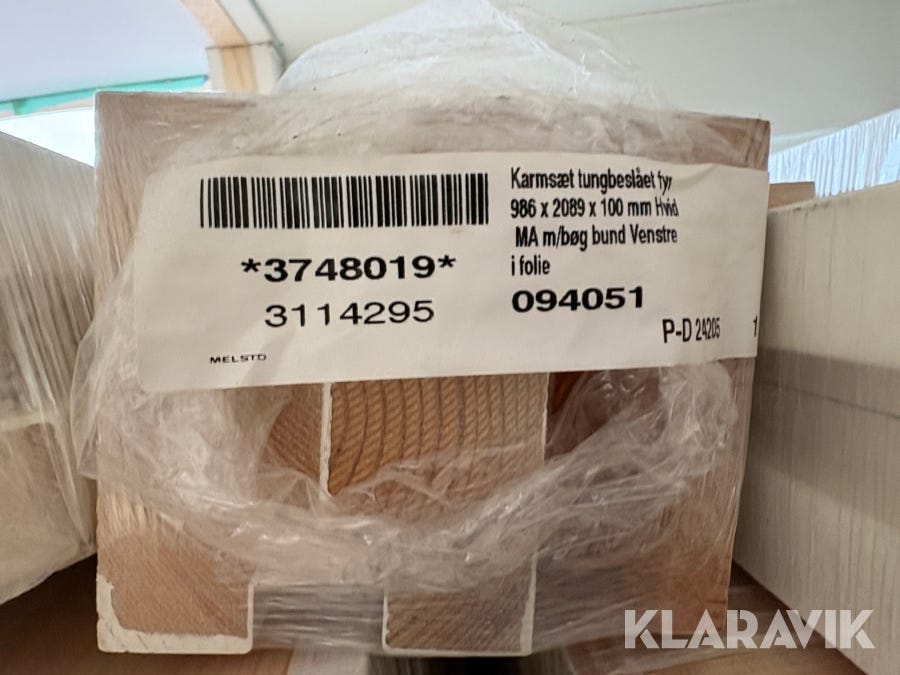 Karmsæt tungbeslået fyr
986 x 2089 x 100 mm Hvid
MA m/bøg bund Venstre
i folie
*3748019*
3114295
094051
P-D 24205
1
MELSTD
KLARAVIK